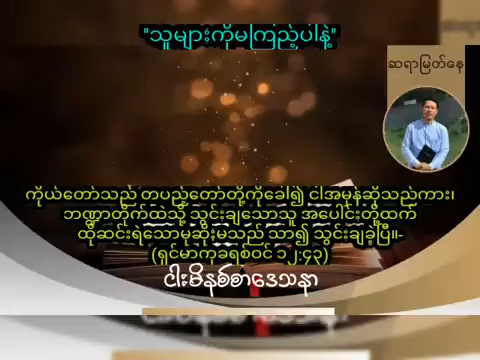 "သူများကိုမကြည့်ပါနဲ့"
ဆရာမြတ်နေ
ကိုယ်တော်သည် တပည့်တော်တို့ကိုခေါ်၍ ငါအမှန်ဆိုသည်ကား၊
ဘဏ္ဍာတိုက်ထဲသို့ သွင်းချသောသူ အပေါင်းတို့ထက်
ထိုဆင်းရဲသောမုဆိုးမသည် သာ၍ သွင်းချခဲ့ပြီ။-
(ရှင်မာကုခရစ်ဝင် ၁၂:၄၃)
ငါးမိနစ်စာဒေသနာ